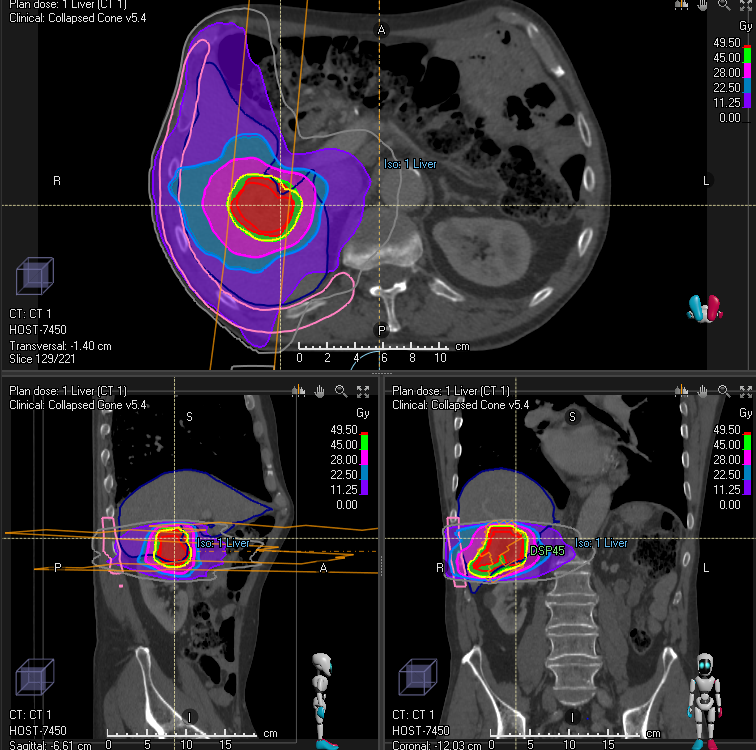 Plan dose: 1 Liver (CT 1)
Clinical: Collapsed Cone v5.4
A
Gy
49.50
45.00
28.00
22.50
11.25
0.00
Iso: 1 Liver
R
L
CT: CT 1
HOST-7450
Transversal: -1.40 cm
Slice 129/221
P
0 2 4 6 8 10 cm
Plan dose: 1 Liver (CT 1)
Clinical: Collapsed Cone v5.4
S
Gy
49.50
45.00
28.00
22.50
11.25
0.00
Iso: 1 Liver
P
A
CT: CT 1
HOST-7450
Sagittal: -6.61 cm
I
0 5 10 15 cm
Plan dose: 1 Liver (CT 1)
Clinical: Collapsed Cone v5.4
S
Gy
49.50
45.00
28.00
22.50
11.25
0.00
Iso: 1 Liver
DSP45
R
L
CT: CT 1
HOST-7450
Coronal: -12.03 cm
I
0 5 10 15 cm